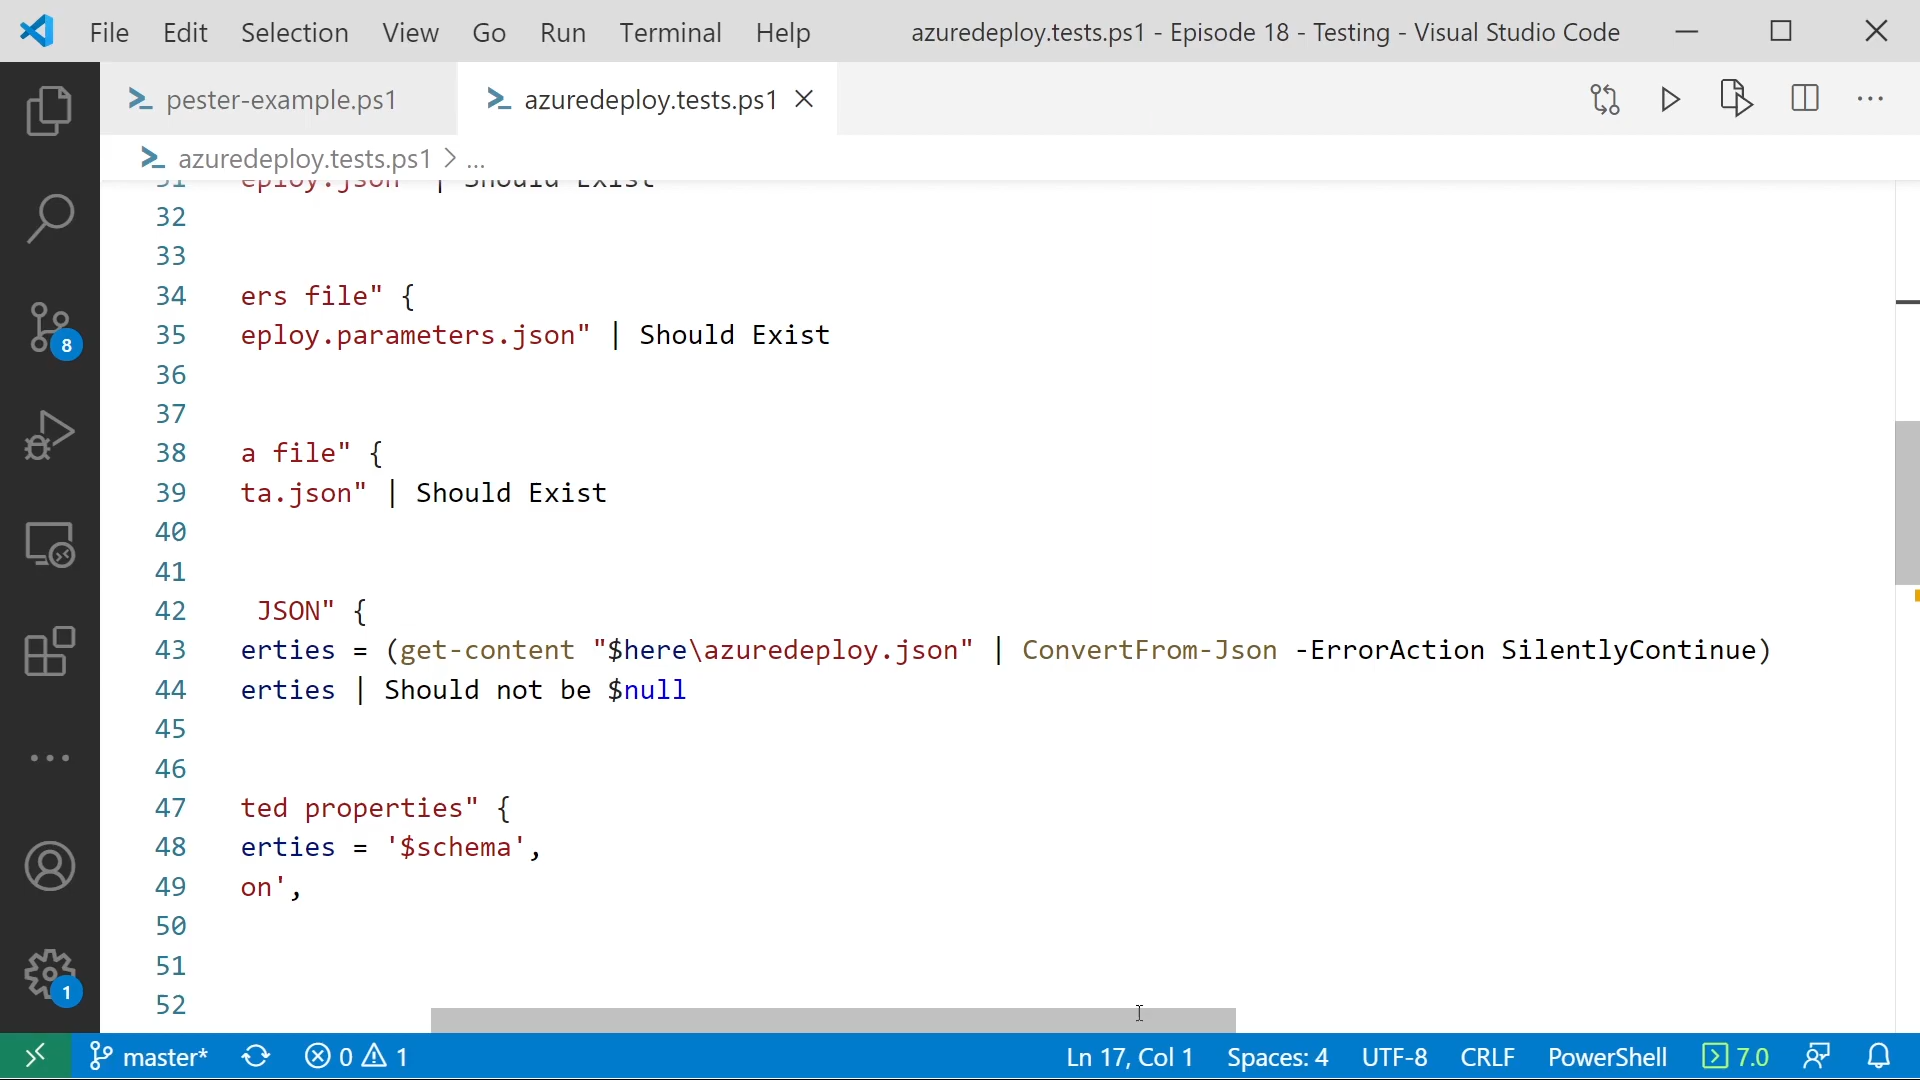 File Edit Selection View Go Run Terminal Help azuredeploy.tests.ps1 - Episode 18 - Testing - Visual Studio Code
pester-example.ps1 azuredeploy.tests.ps1
azuredeploy.tests.ps1 > ...
31 eploy.json" | Should Exist
32
33
34 ers file" {
35 eploy.parameters.json" | Should Exist
36
37
38 a file" {
39 ta.json" | Should Exist
40
41
42 JSON" {
43 erties = (get-content "$here\azuredeploy.json" | ConvertFrom-Json -ErrorAction SilentlyContinue)
44 erties | Should not be $null
45
46
47 ted properties" {
48 erties = '$schema',
49 on',
50
51
52
8
1
master* 0 1 Ln 17, Col 1 Spaces: 4 UTF-8 CRLF PowerShell 7.0